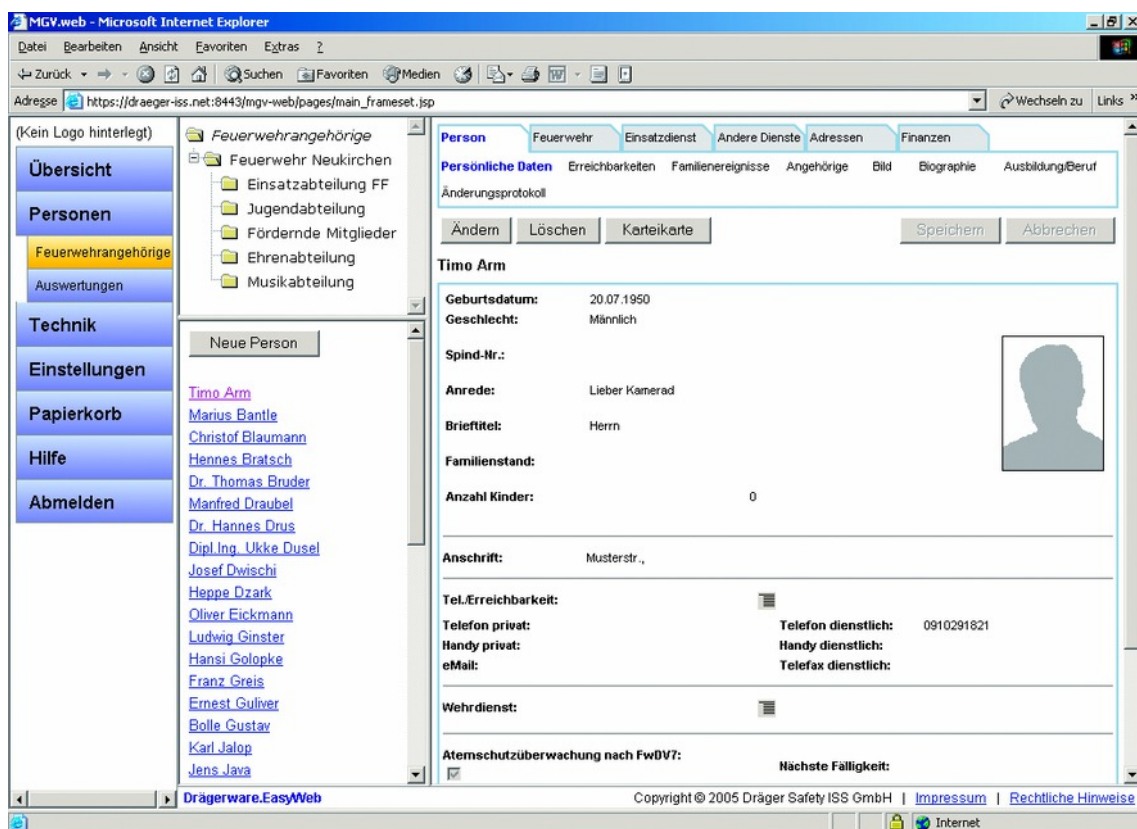 MGV.web - Microsoft Internet Explorer
Datei Bearbeiten Ansicht Favoriten Extras ?
Zurück Suchen Favoriten Medien
Adresse https://draeger-iss.net:8443/mgv-web/pages/main_frameset.jsp Wechseln zu Links »
(Kein Logo hinterlegt)
Übersicht
Personen
Feuerwehrangehörige
Auswertungen
Technik
Einstellungen
Papierkorb
Hilfe
Abmelden
Feuerwehrangehörige
Feuerwehr Neukirchen
Einsatzabteilung FF
Jugendabteilung
Fördernde Mitglieder
Ehrenabteilung
Musikabteilung
Neue Person
Timo Arm
Marius Bantle
Christof Blaumann
Hennes Bratsch
Dr. Thomas Bruder
Manfred Draubel
Dr. Hannes Drus
Dipl.Ing. Ukke Dusel
Josef Dwischi
Heppe Dzark
Oliver Eickmann
Ludwig Ginster
Hansi Golopke
Franz Greis
Ernest Guliver
Bolle Gustav
Karl Jalop
Jens Java
Person Feuerwehr Einsatzdienst Andere Dienste Adressen Finanzen
Persönliche Daten Erreichbarkeiten Familienereignisse Angehörige Bild Biographie Ausbildung/Beruf
Änderungsprotokoll
Ändern Löschen Karteikarte Speichern Abbrechen
Timo Arm
Geburtsdatum: 20.07.1950
Geschlecht: Männlich
Spind-Nr.:
Anrede: Lieber Kamerad
Brieftitel: Herrn
Familienstand:
Anzahl Kinder: 0
Anschrift: Musterstr.,
Tel./Erreichbarkeit:
Telefon privat: Telefon dienstlich: 0910291821
Handy privat: Handy dienstlich:
eMail: Telefax dienstlich:
Wehrdienst:
Atemschutzüberwachung nach FwDV7:
Nächste Fälligkeit:
Drägerware.EasyWeb Copyright © 2005 Dräger Safety ISS GmbH | Impressum | Rechtliche Hinweise
Internet